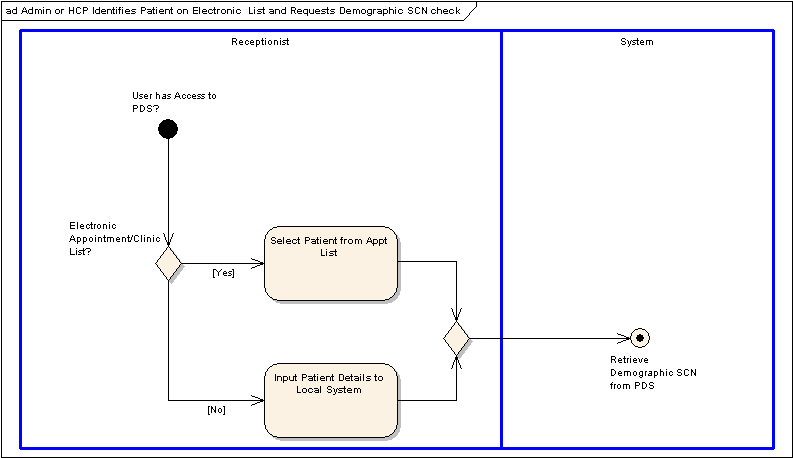 ad Admin or HCP Identifies Patient on Electronic  List and Requests Demographic SCN check
Receptionist
System
User has Access to
PDS?
Electronic
Appointment/Clinic
List?
[Yes]
Select Patient from Appt
List
[No]
Input Patient Details to
Local System
Retrieve
Demographic SCN
from PDS